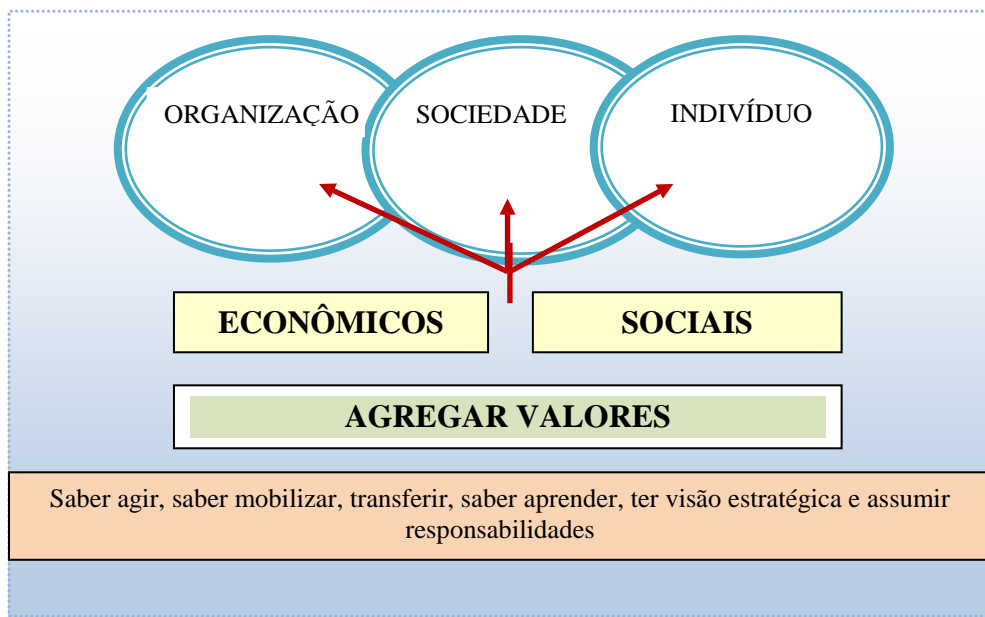 ORGANIZAÇÃO
SOCIEDADE
INDIVÍDUO
ECONÔMICOS
SOCIAIS
AGREGAR VALORES
Saber agir, saber mobilizar, transferir, saber aprender, ter visão estratégica e assumir
responsabilidades